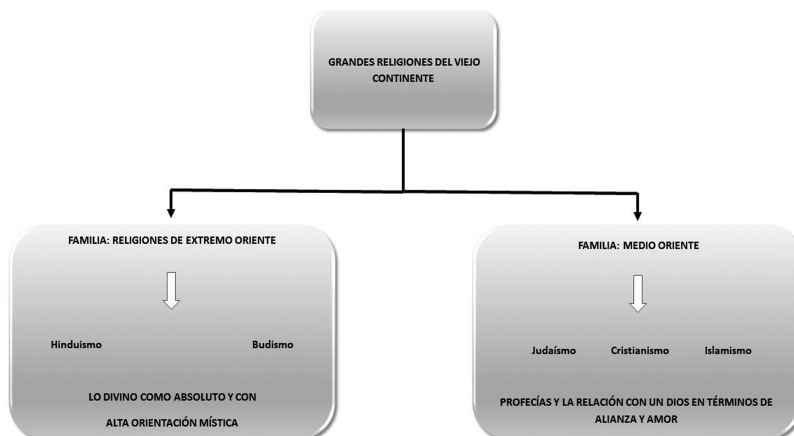 GRANDES RELIGIONES DEL VIEJO
CONTINENTE
FAMILIA: RELIGIONES DE EXTREMO ORIENTE
Hinduismo
Budismo
LO DIVINO COMO ABSOLUTO Y CON
ALTA ORIENTACIÓN MÍSTICA
FAMILIA: MEDIO ORIENTE
Judaísmo
Cristianismo
Islamismo
PROFECÍAS Y LA RELACIÓN CON UN DIOS EN TÉRMINOS DE
ALIANZA Y AMOR